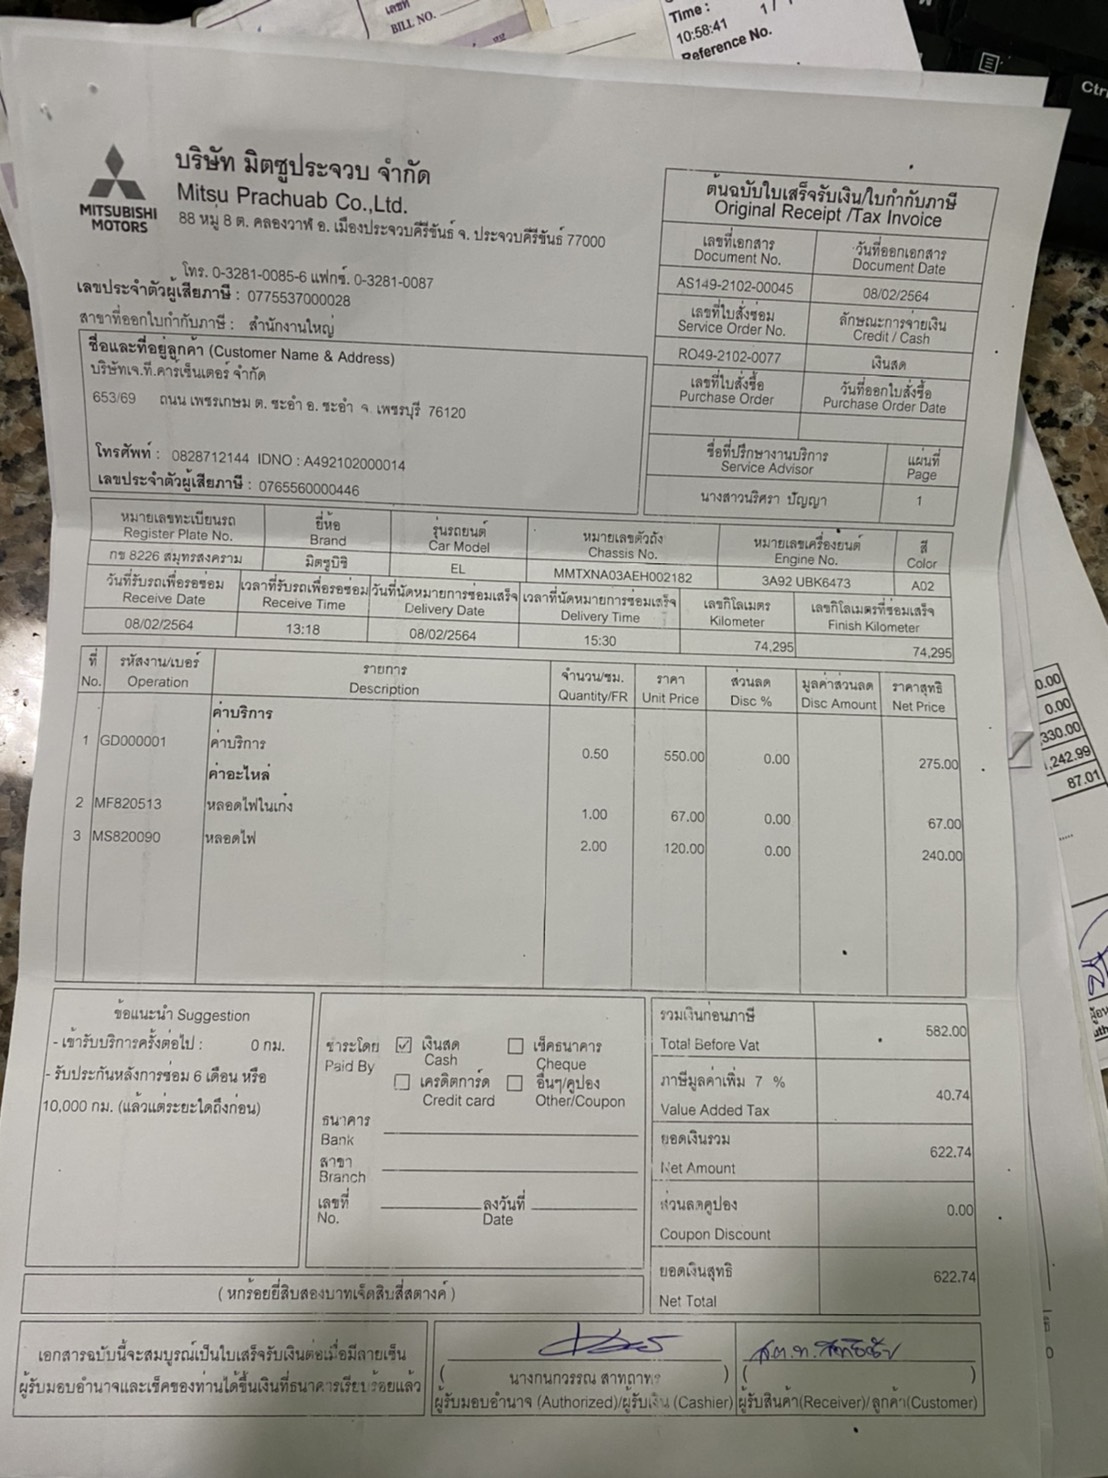 เลขที่
BILL NO.
Time :
10:58:41
1 /
Reference No.
Ctr
MITSUBISHI
MOTORS
บริษัท มิตซูประจวบ จำกัด
Mitsu Prachuab Co.,Ltd.
88 หมู่ 8 ต. คลองวาฬ อ. เมืองประจวบคีรีขันธ์ จ. ประจวบคีรีขันธ์ 77000
โทร. 0-3281-0085-6 แฟกซ์. 0-3281-0087
เลขประจำตัวผู้เสียภาษี : 0775537000028
สาขาที่ออกใบกำกับภาษี : สำนักงานใหญ่
ต้นฉบับใบเสร็จรับเงิน/ใบกำกับภาษี
Original Receipt /Tax Invoice
เลขที่เอกสาร วันที่ออกเอกสาร
Document No. Document Date
AS149-2102-00045 08/02/2564
เลขที่ใบสั่งซ่อม ลักษณะการจ่ายเงิน
Service Order No. Credit / Cash
RO49-2102-0077 เงินสด
เลขที่ใบสั่งซื้อ วันที่ออกใบสั่งซื้อ
Purchase Order Purchase Order Date
ชื่อที่ปรึกษางานบริการ แผ่นที่
Service Advisor Page
นางสาวนริศรา ปัญญา 1
ชื่อและที่อยู่ลูกค้า (Customer Name & Address)
บริษัทเจ.ที.คาร์เซ็นเตอร์ จำกัด
653/69 ถนน เพชรเกษม ต. ชะอำ อ. ชะอำ จ. เพชรบุรี 76120
โทรศัพท์ : 0828712144 IDNO : A492102000014
เลขประจำตัวผู้เสียภาษี : 0765560000446
หมายเลขทะเบียนรถ ยี่ห้อ รุ่นรถยนต์ หมายเลขตัวถัง หมายเลขเครื่องยนต์ สี
Register Plate No. Brand Car Model Chassis No. Engine No. Color
กข 8226 สมุทรสงคราม มิตซูบิชิ EL MMTXNA03AEH002182 3A92 UBK6473 A02
วันที่รับรถเพื่อรอซ่อม เวลาที่รับรถเพื่อรอซ่อม วันที่นัดหมายการซ่อมเสร็จ เวลาที่นัดหมายการซ่อมเสร็จ เลขกิโลเมตร เลขกิโลเมตรที่ซ่อมเสร็จ
Receive Date Receive Time Delivery Date Delivery Time Kilometer Finish Kilometer
08/02/2564 13:18 08/02/2564 15:30 74,295 74,295
ที่ รหัสงาน/เบอร์ รายการ จำนวน/ชม. ราคา ส่วนลด มูลค่าส่วนลด ราคาสุทธิ
No. Operation Description Quantity/FR Unit Price Disc % Disc Amount Net Price
ค่าบริการ
1 GD000001 ค่าบริการ 0.50 550.00 0.00 275.00
ค่าอะไหล่
2 MF820513 หลอดไฟในเก๋ง 1.00 67.00 0.00 67.00
3 MS820090 หลอดไฟ 2.00 120.00 0.00 240.00
0.00
0.00
330.00
,242.99
87.01
ข้อแนะนำ Suggestion
- เข้ารับบริการครั้งต่อไป : 0 กม.
- รับประกันหลังการซ่อม 6 เดือน หรือ
10,000 กม. (แล้วแต่ระยะใดถึงก่อน)
ชำระโดย เงินสด เช็คธนาคาร
Paid By Cash Cheque
เครดิตการ์ด อื่นๆ/คูปอง
Credit card Other/Coupon
ธนาคาร
Bank
สาขา
Branch
เลขที่ ลงวันที่
No. Date
รวมเงินก่อนภาษี 582.00
Total Before Vat
ภาษีมูลค่าเพิ่ม 7 % 40.74
Value Added Tax
ยอดเงินรวม 622.74
Net Amount
ส่วนลดคูปอง 0.00
Coupon Discount
ยอดเงินสุทธิ 622.74
Net Total
( หกร้อยยี่สิบสองบาทเจ็ดสิบสี่สตางค์ )
เอกสารฉบับนี้จะสมบูรณ์เป็นใบเสร็จรับเงินต่อเมื่อมีลายเซ็น
ผู้รับมอบอำนาจและเช็คของท่านได้ขึ้นเงินที่ธนาคารเรียบร้อยแล้ว
( นางกนกวรรณ สาทถาพร )
ผู้รับมอบอำนาจ (Authorized)/ผู้รับเงิน (Cashier)
( )
ผู้รับสินค้า(Receiver)/ลูกค้า(Customer)